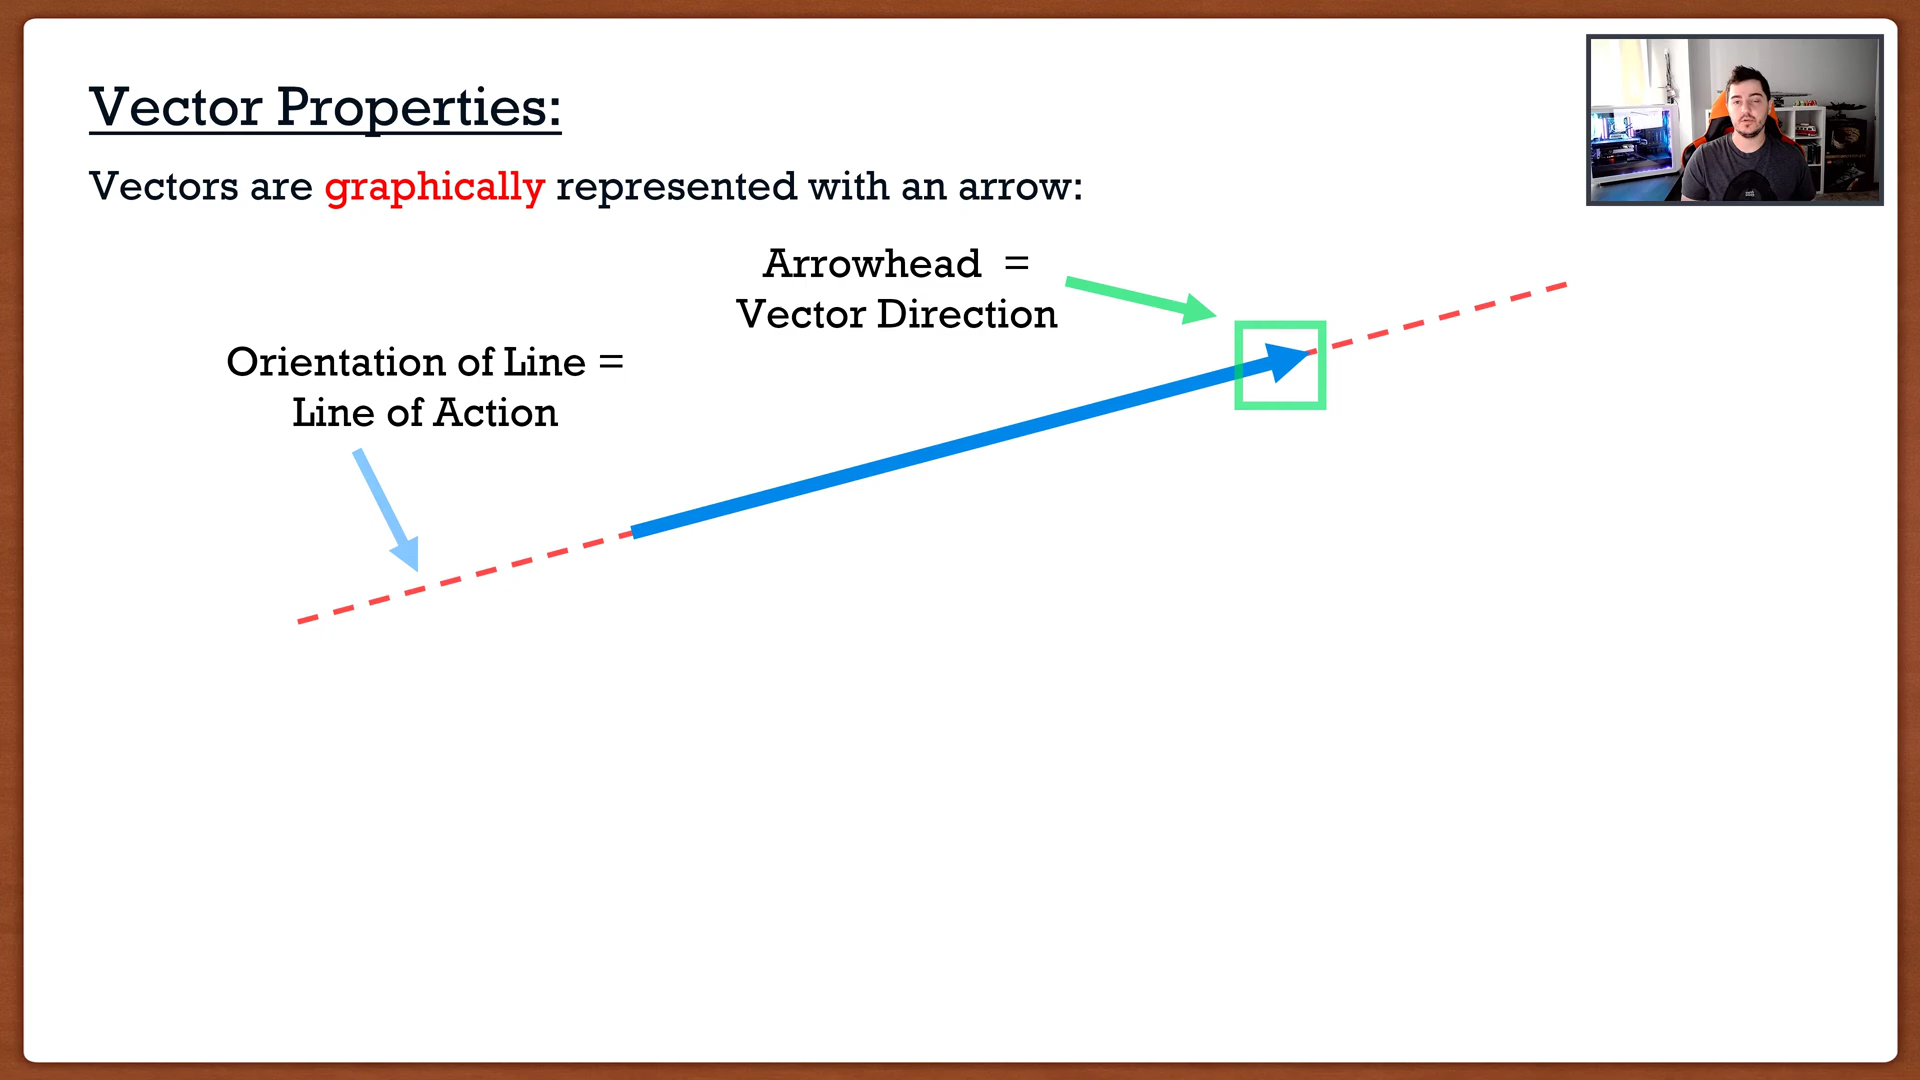 Vector Properties:
Vectors are graphically represented with an arrow:
Arrowhead =
Vector Direction
Orientation of Line =
Line of Action